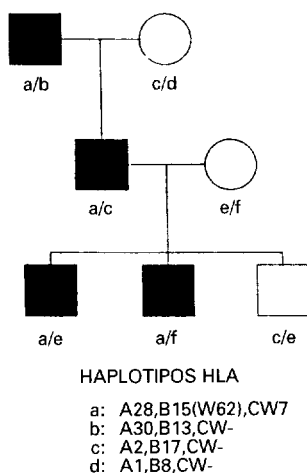 a/b c/d
a/c e/f
a/e a/f c/e
HAPLOTIPOS HLA
a: A28,B15(W62),CW7
b: A30,B13,CW-
c: A2,B17,CW-
d: A1,B8,CW-